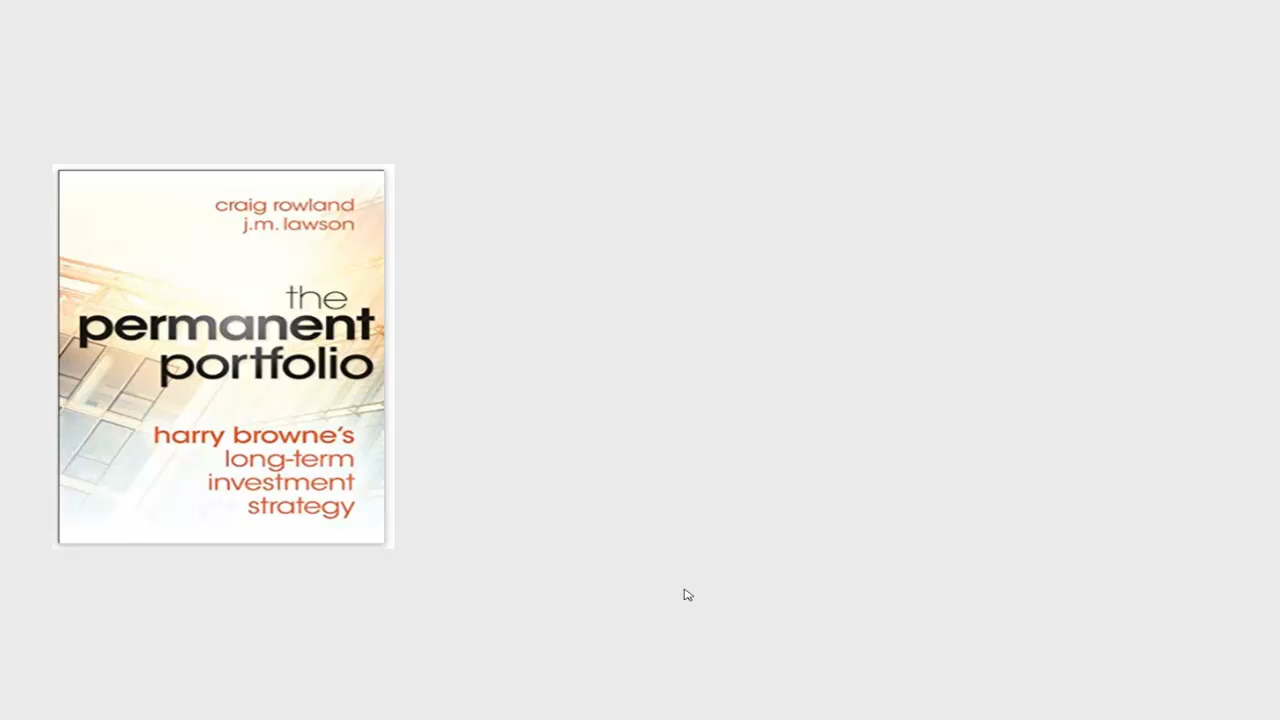 craig rowland
j.m. lawson
the
permanent
portfolio
harry browne's
long-term
investment
strategy